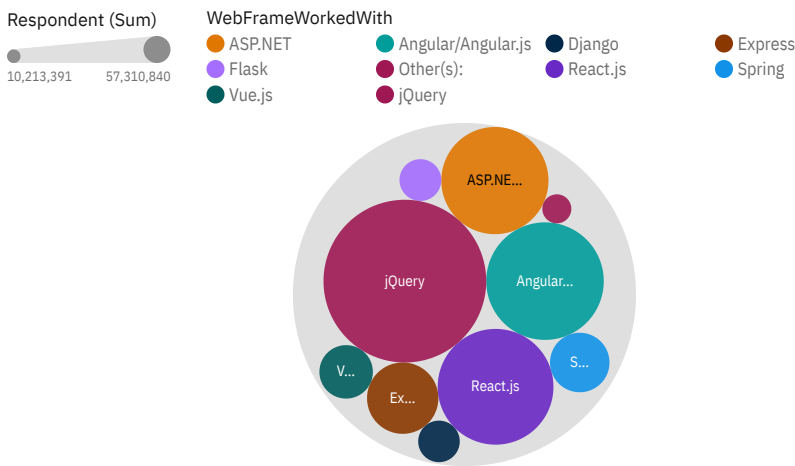 Respondent (Sum)
10,213,391 57,310,840
WebFrameWorkedWith
ASP.NET Angular/Angular.js Django Express
Flask Other(s): React.js Spring
Vue.js jQuery
ASP.NE...
jQuery Angular...
S...
V...
React.js
Ex...